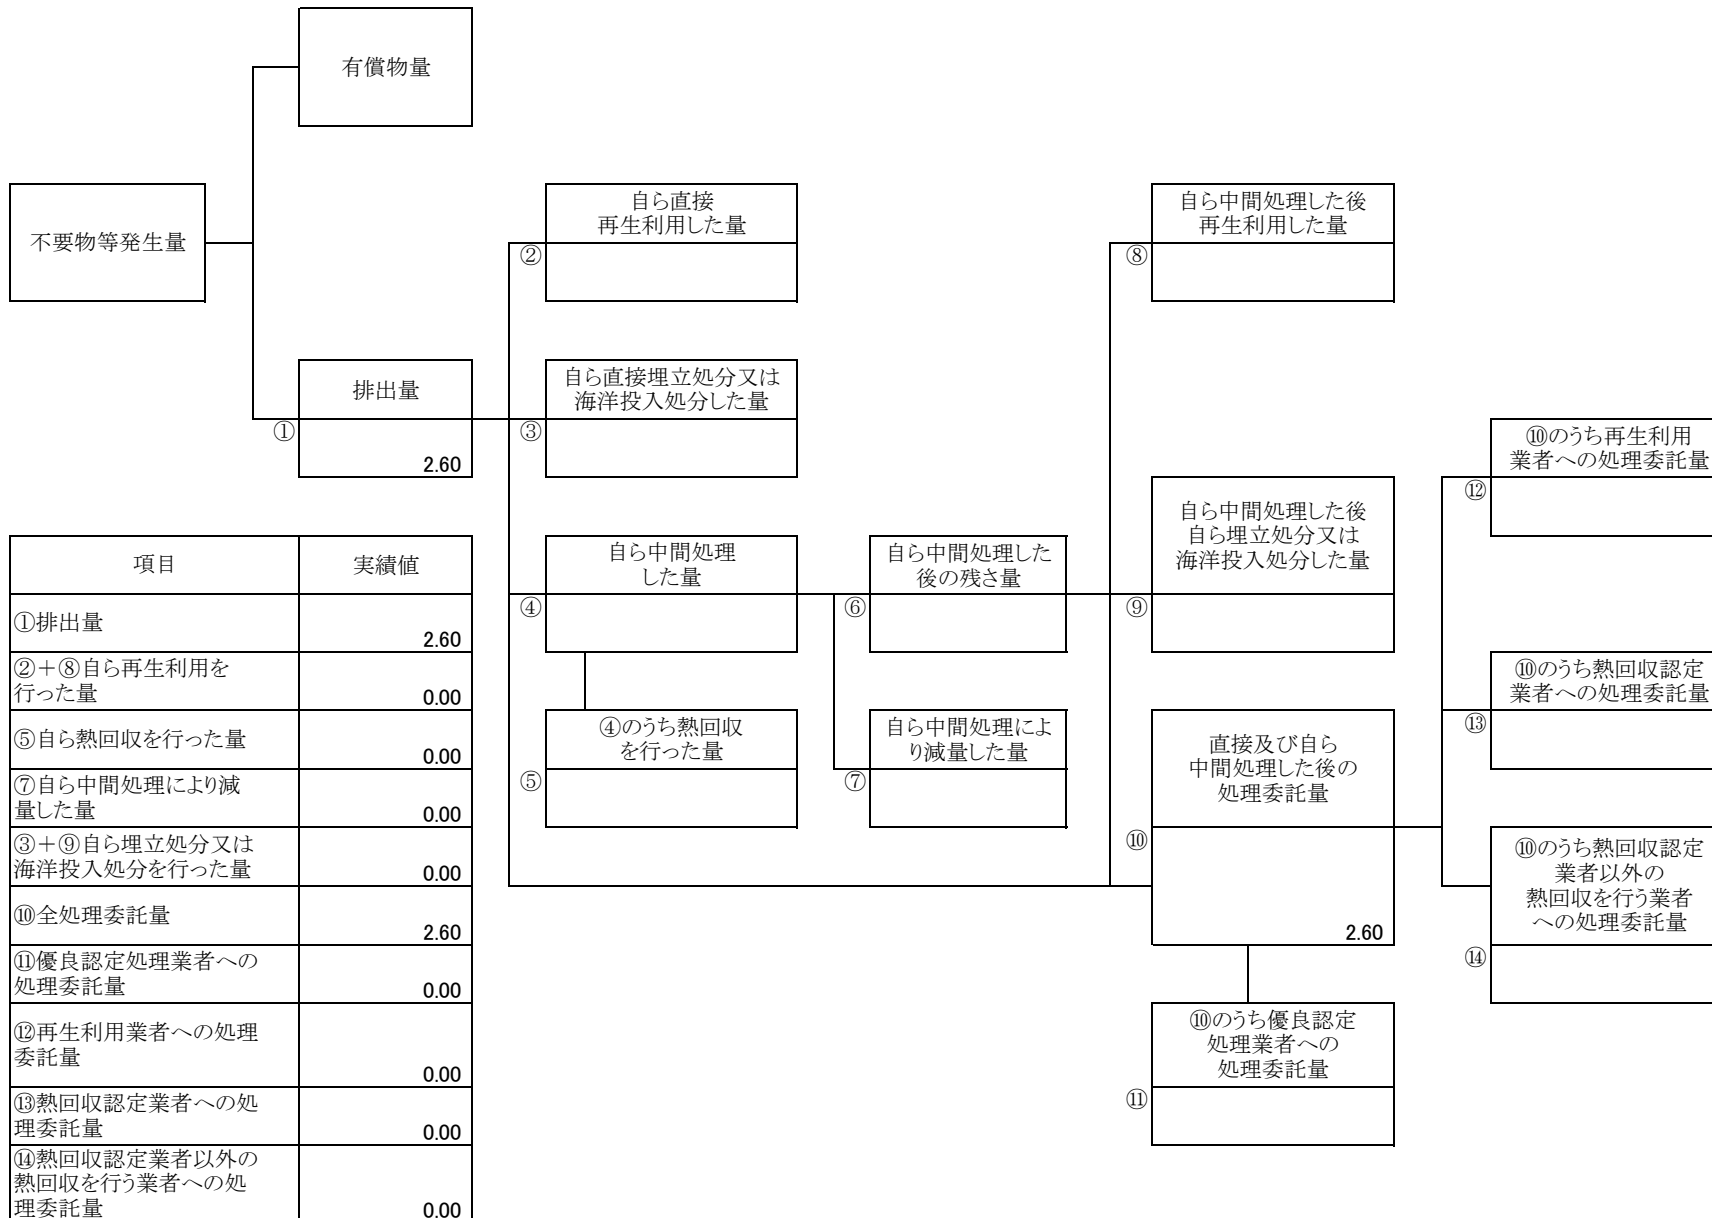 有償物量
不要物等発生量
自ら直接
再生利用した量
②
自ら中間処理した後
再生利用した量
⑧
排出量
①
2.60
自ら直接埋立処分又は
海洋投入処分した量
③
⑩のうち再生利用
業者への処理委託量
⑫
自ら中間処理
した量
④
自ら中間処理した
後の残さ量
⑥
自ら中間処理した後
自ら埋立処分又は
海洋投入処分した量
⑨
⑩のうち熱回収認定
業者への処理委託量
⑬
④のうち熱回収
を行った量
⑤
自ら中間処理によ
り減量した量
⑦
直接及び自ら
中間処理した後の
処理委託量
⑩
2.60
⑩のうち熱回収認定
業者以外の
熱回収を行う業者
への処理委託量
⑭
⑩のうち優良認定
処理業者への
処理委託量
⑪
項目 実績値
①排出量
2.60
②＋⑧自ら再生利用を
行った量
0.00
⑤自ら熱回収を行った量
0.00
⑦自ら中間処理により減
量した量
0.00
③＋⑨自ら埋立処分又は
海洋投入処分を行った量
0.00
⑩全処理委託量
2.60
⑪優良認定処理業者への
処理委託量
0.00
⑫再生利用業者への処理
委託量
0.00
⑬熱回収認定業者への処
理委託量
0.00
⑭熱回収認定業者以外の
熱回収を行う業者への処
理委託量
0.00